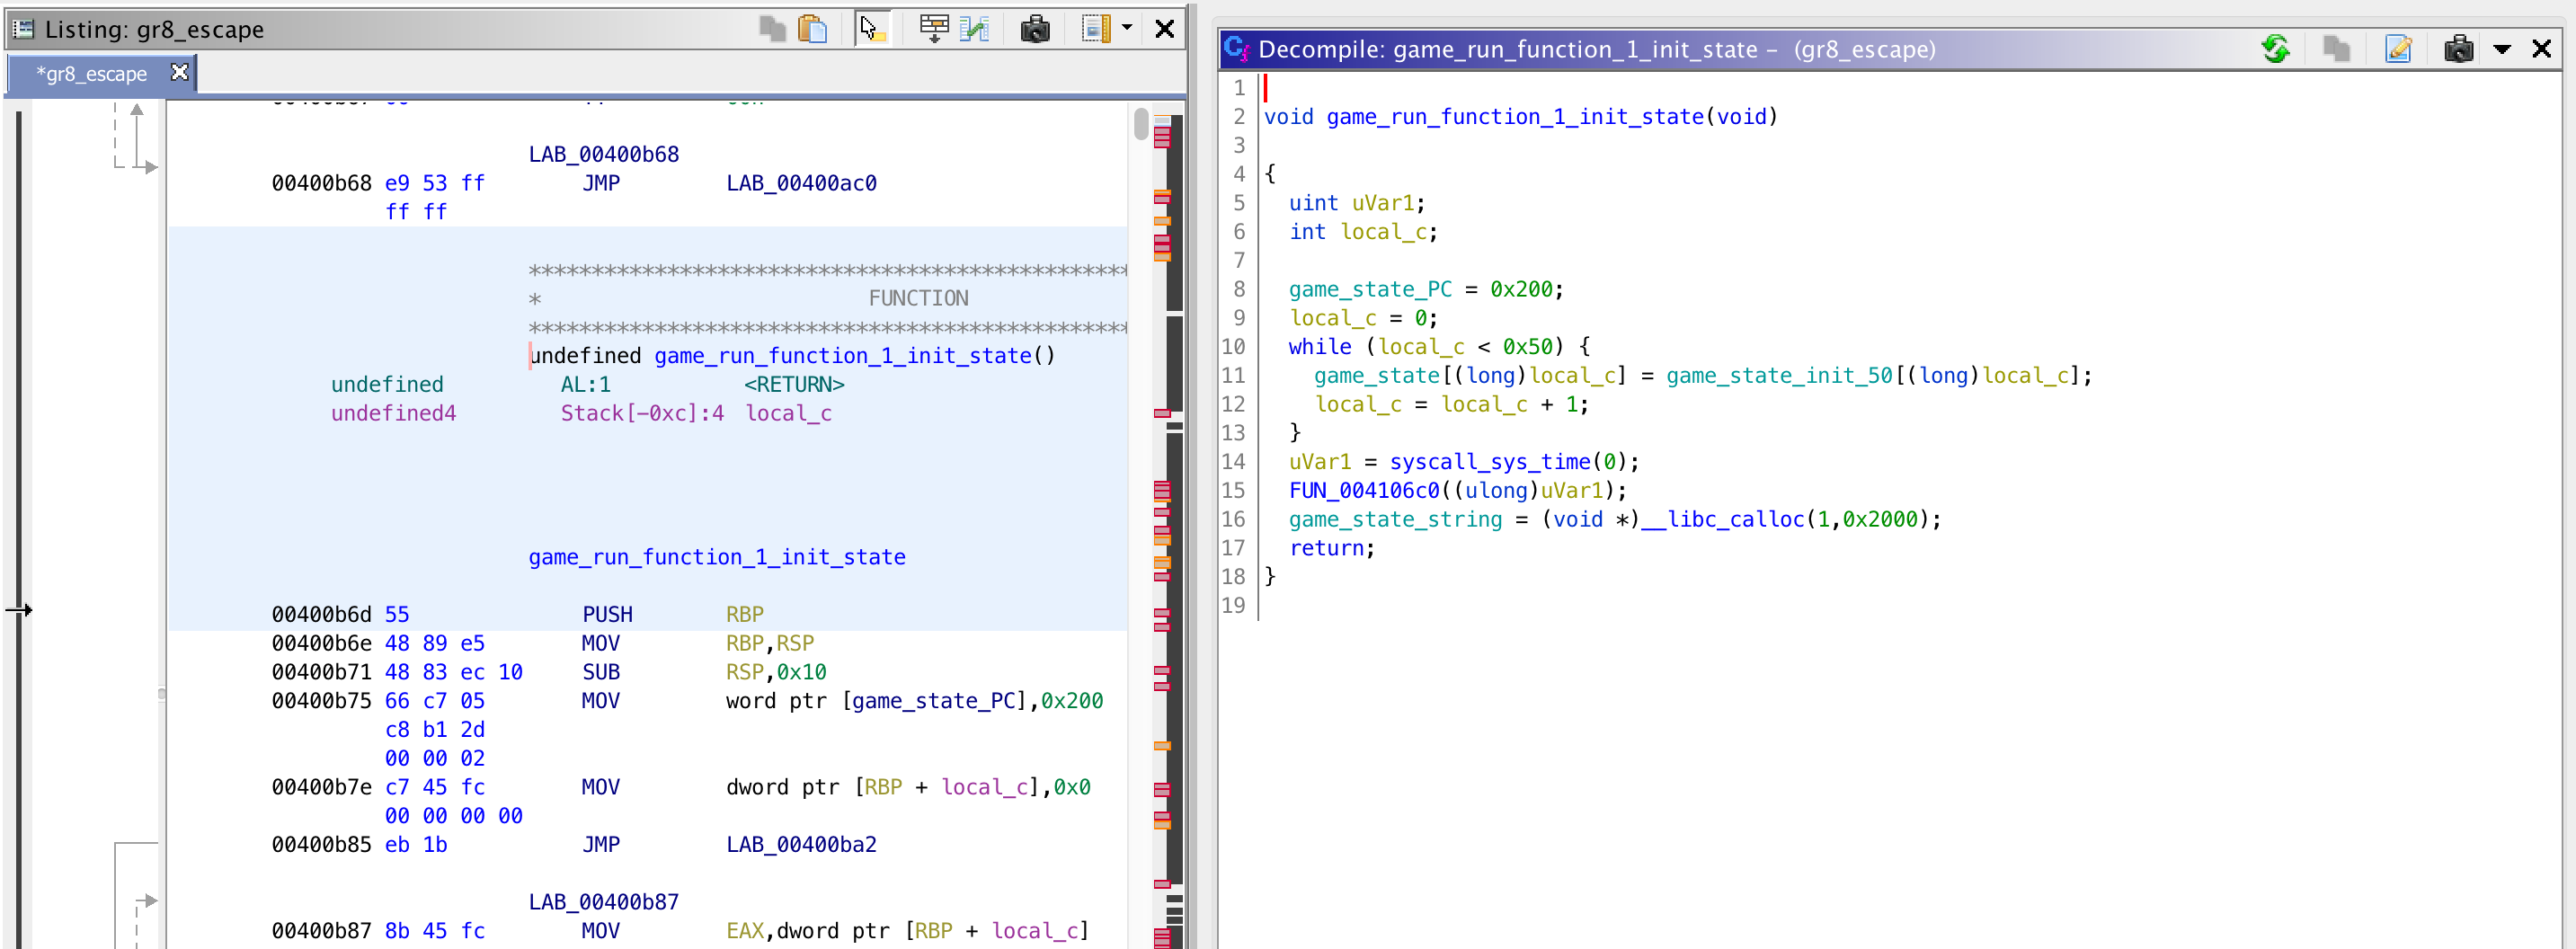 Listing: gr8_escape
*gr8_escape
LAB_00400b68
00400b68 e9 53 ff JMP LAB_00400ac0
ff ff
************************************************
* FUNCTION
************************************************
undefined game_run_function_1_init_state()
undefined AL:1 <RETURN>
undefined4 Stack[-0xc]:4 local_c
game_run_function_1_init_state
00400b6d 55 PUSH RBP
00400b6e 48 89 e5 MOV RBP,RSP
00400b71 48 83 ec 10 SUB RSP,0x10
00400b75 66 c7 05 MOV word ptr [game_state_PC],0x200
c8 b1 2d
00 00 02
00400b7e c7 45 fc MOV dword ptr [RBP + local_c],0x0
00 00 00 00
00400b85 eb 1b JMP LAB_00400ba2
LAB_00400b87
00400b87 8b 45 fc MOV EAX,dword ptr [RBP + local_c]
Decompile: game_run_function_1_init_state – (gr8_escape)
1
2 void game_run_function_1_init_state(void)
3
4 {
5 uint uVar1;
6 int local_c;
7
8 game_state_PC = 0x200;
9 local_c = 0;
10 while (local_c < 0x50) {
11 game_state[(long)local_c] = game_state_init_50[(long)local_c];
12 local_c = local_c + 1;
13 }
14 uVar1 = syscall_sys_time(0);
15 FUN_004106c0((ulong)uVar1);
16 game_state_string = (void *)__libc_calloc(1,0x2000);
17 return;
18 }
19